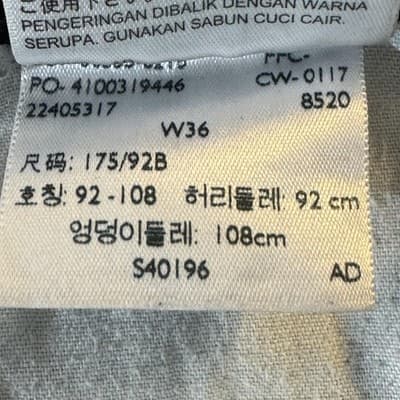 PENGERINGAN DIBALIK DENGAN WARNA
SERUPA. GUNAKAN SABUN CUCI CAIR.
PO- 4100319446 CW-0117
22405317 8520
W36
尺码: 175/92B
호칭: 92 -108 허리둘레: 92 cm
엉덩이둘레: 108cm
S40196 AD